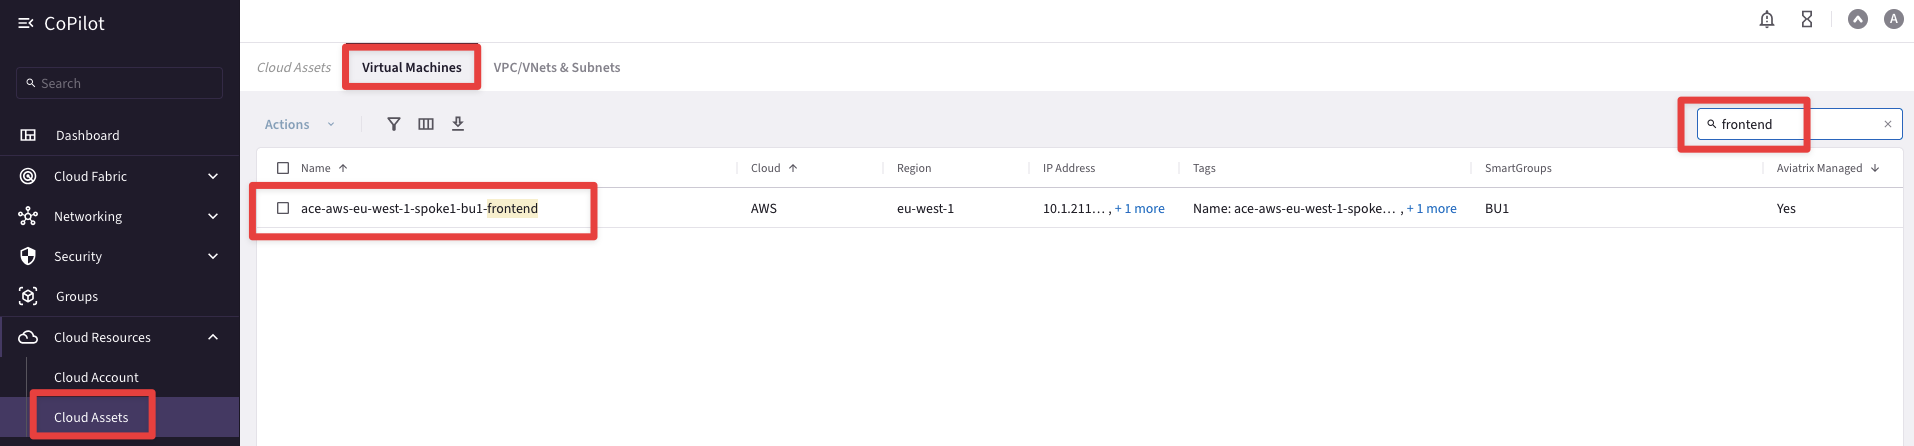 CoPilot
Search
Dashboard
Cloud Fabric
Networking
Security
Groups
Cloud Resources
Cloud Account
Cloud Assets
A
Cloud Assets Virtual Machines VPC/VNets & Subnets
Actions
frontend
Name Cloud Region IP Address Tags SmartGroups Aviatrix Managed
ace-aws-eu-west-1-spoke1-bu1-frontend AWS eu-west-1 10.1.211... , + 1 more Name: ace-aws-eu-west-1-spoke... , + 1 more BU1 Yes